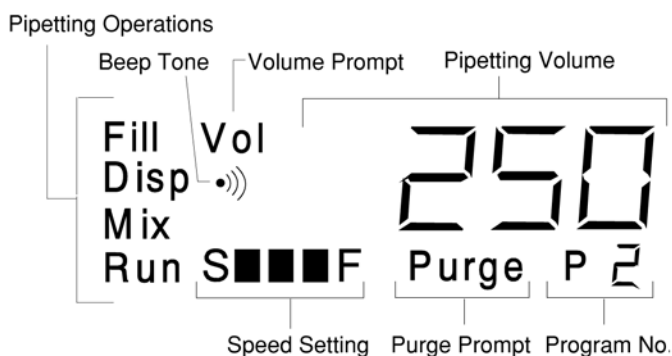 Pipetting Operations
Beep Tone Volume Prompt Pipetting Volume
Fill Vol 250
Disp
Mix
Run S F Purge P 2
Speed Setting Purge Prompt Program No.